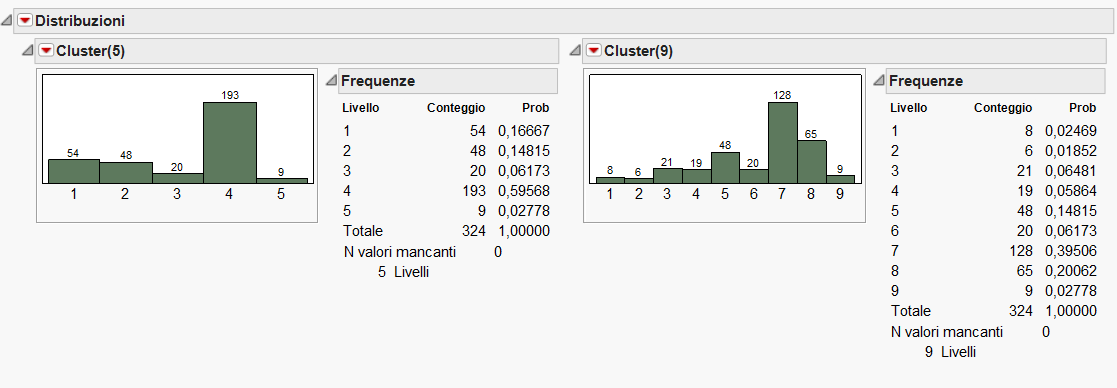 Distribuzioni
Cluster(5)
193
54
48
20
9
1 2 3 4 5
Frequenze
Livello Conteggio Prob
1 54 0,16667
2 48 0,14815
3 20 0,06173
4 193 0,59568
5 9 0,02778
Totale 324 1,00000
N valori mancanti 0
5 Livelli
Cluster(9)
128
65
48
21 19 20
8 6 9
1 2 3 4 5 6 7 8 9
Frequenze
Livello Conteggio Prob
1 8 0,02469
2 6 0,01852
3 21 0,06481
4 19 0,05864
5 48 0,14815
6 20 0,06173
7 128 0,39506
8 65 0,20062
9 9 0,02778
Totale 324 1,00000
N valori mancanti 0
9 Livelli